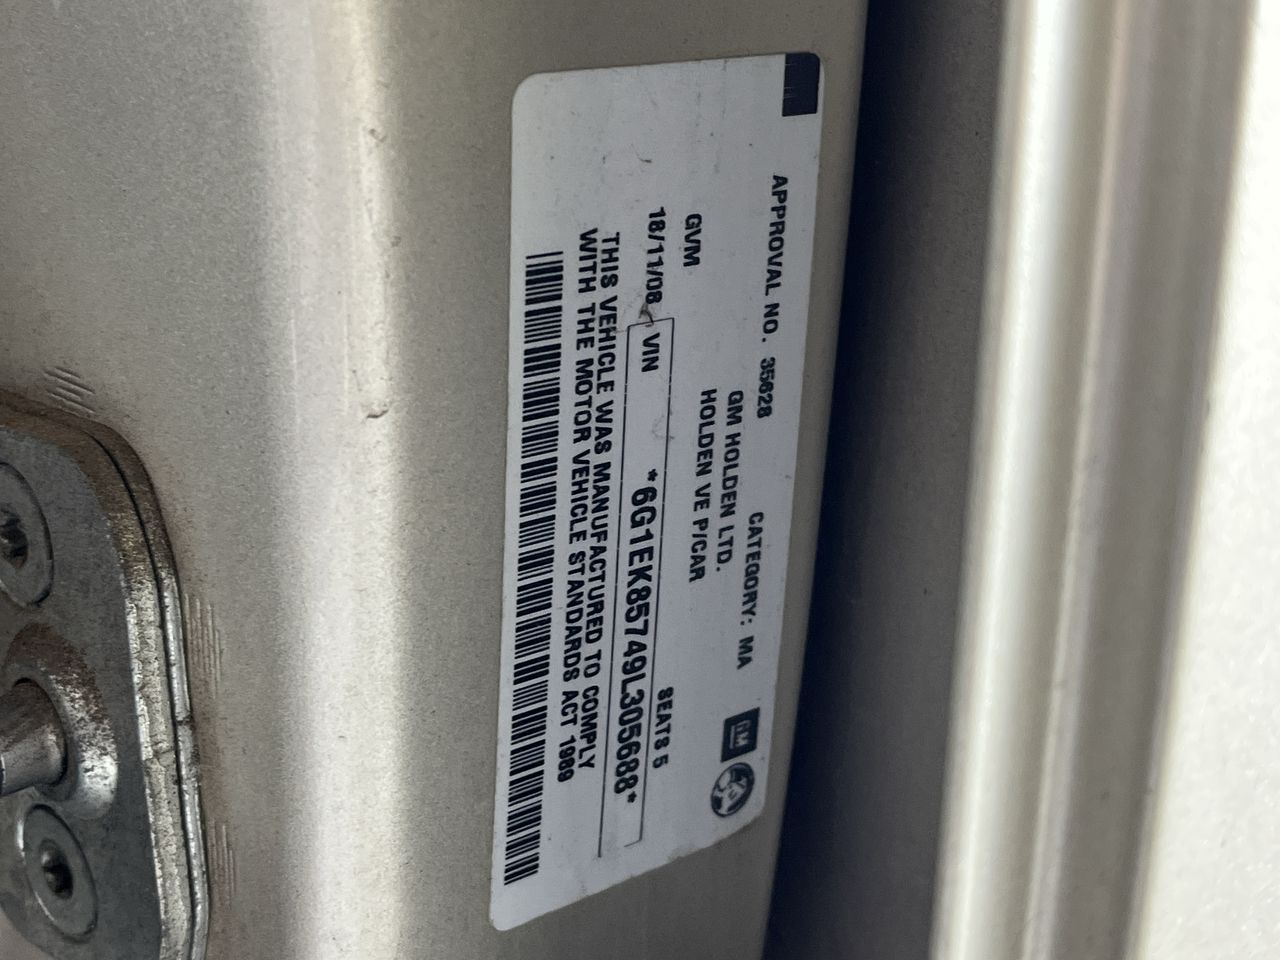 APPROVAL NO. 35628 CATEGORY: MA
GM
GM HOLDEN LTD.
HOLDEN VE P/CAR
GVM SEATS 5
18/11/08 VIN *6G1EK85749L305688*
THIS VEHICLE WAS MANUFACTURED TO COMPLY
WITH THE MOTOR VEHICLE STANDARDS ACT 1989